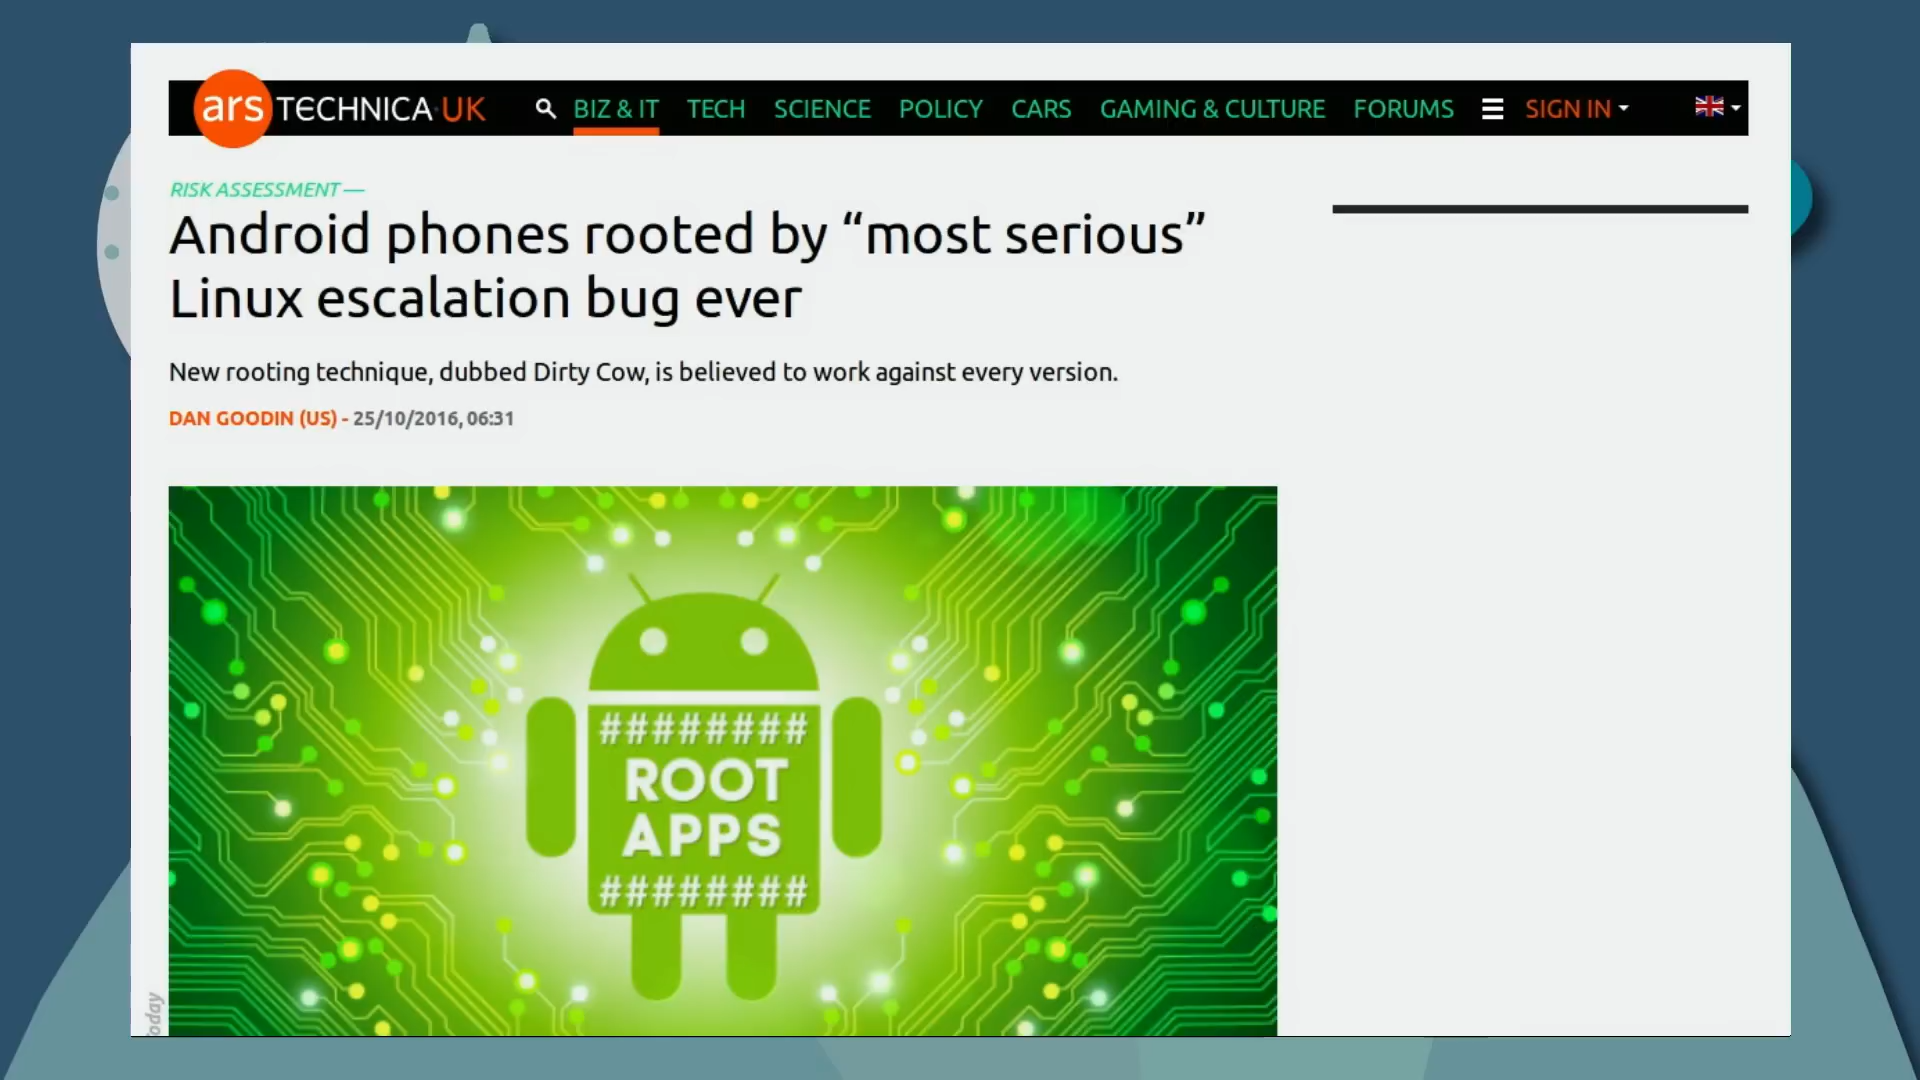 ars TECHNICA UK BIZ & IT TECH SCIENCE POLICY CARS GAMING & CULTURE FORUMS SIGN IN
RISK ASSESSMENT —
Android phones rooted by “most serious”
Linux escalation bug ever
New rooting technique, dubbed Dirty Cow, is believed to work against every version.
DAN GOODIN (US) - 25/10/2016, 06:31
########
ROOT
APPS
########